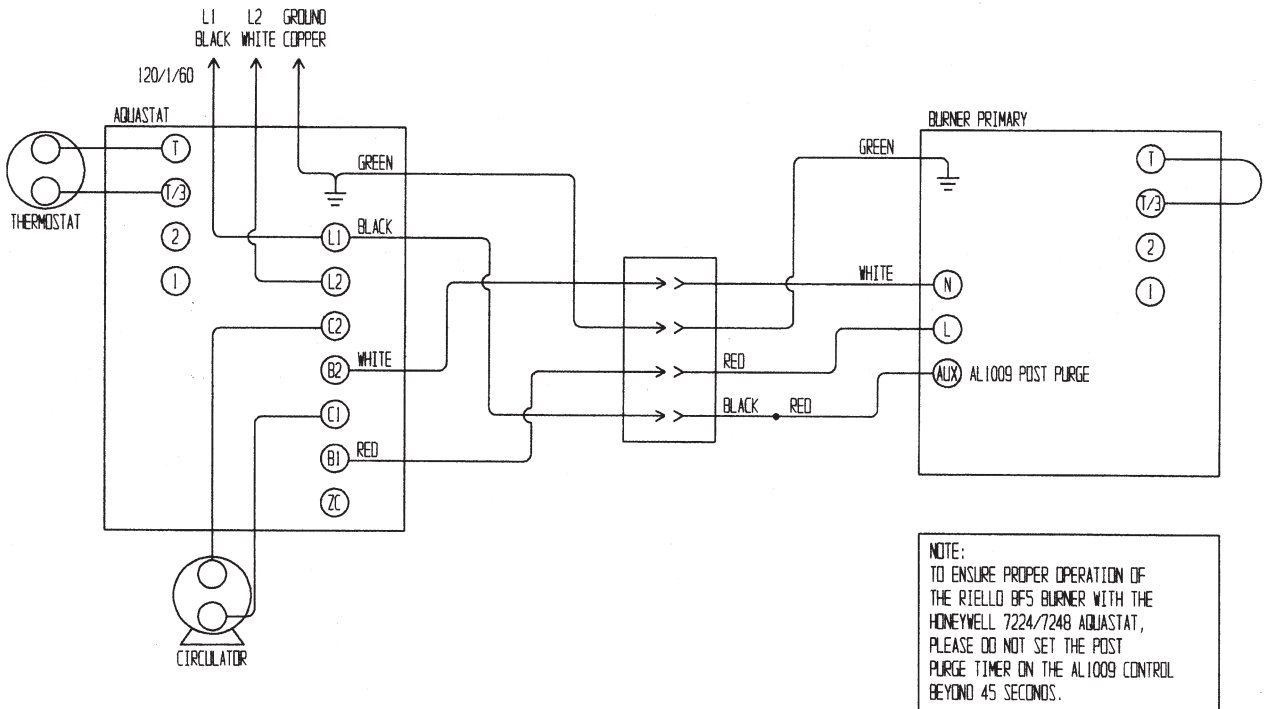 L1 L2 GROUND
BLACK WHITE COPPER
120/1/60
AQUASTAT
T
T/3
2
1
THERMOSTAT
GREEN
L1
BLACK
L2
C2
B2
WHITE
C1
B1
RED
ZC
CIRCULATOR
BURNER PRIMARY
GREEN
T
T/3
2
1
WHITE
N
L
RED
AUX AL1009 POST PURGE
BLACK RED
NOTE:
TO ENSURE PROPER OPERATION OF
THE RIELLO BF5 BURNER WITH THE
HONEYWELL 7224/7248 AQUASTAT,
PLEASE DO NOT SET THE POST
PURGE TIMER ON THE AL1009 CONTROL
BEYOND 45 SECONDS.